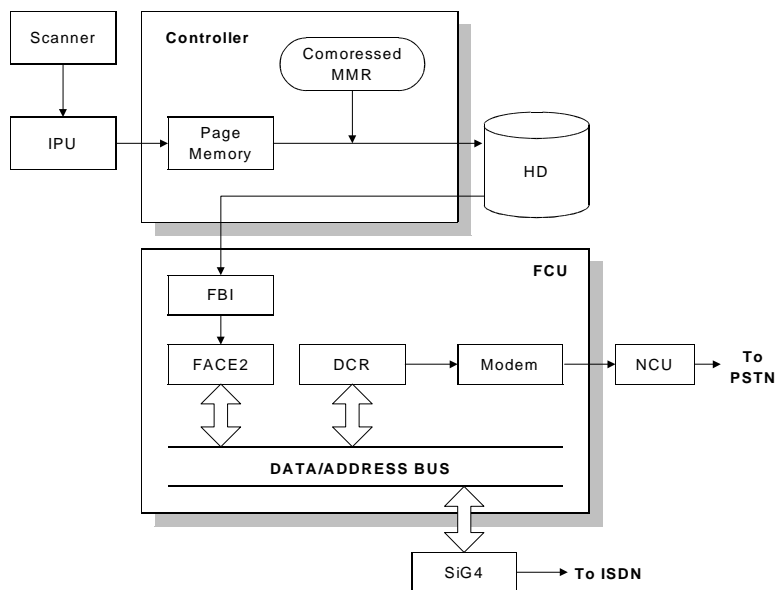 Scanner
Controller
Comoressed
MMR
IPU
Page
Memory
HD
FCU
FBI
FACE2
DCR
Modem
NCU
To
PSTN
DATA/ADDRESS BUS
SiG4
To ISDN